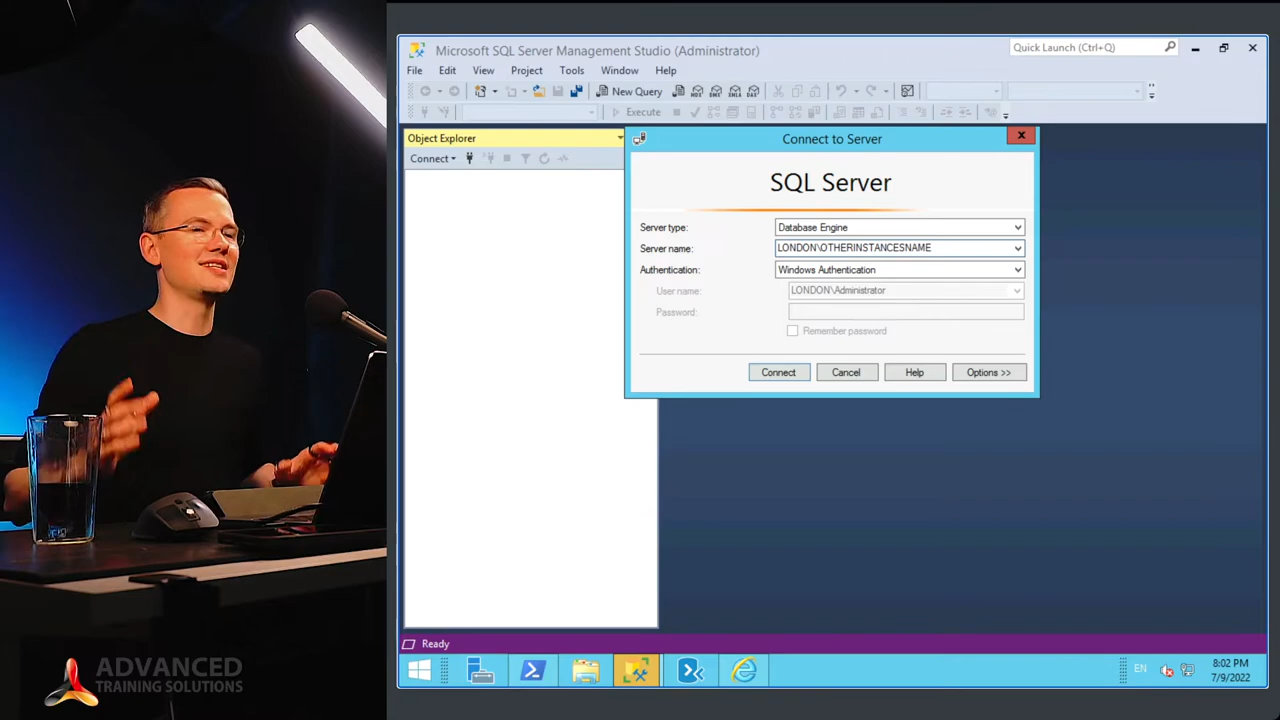 Microsoft SQL Server Management Studio (Administrator)
Quick Launch (Ctrl+Q)
File Edit View Project Tools Window Help
New Query
Execute
Object Explorer
Connect
Connect to Server
SQL Server
Server type: Database Engine
Server name: LONDON\OTHERINSTANCESNAME
Authentication: Windows Authentication
User name: LONDON\Administrator
Password:
Remember password
Connect Cancel Help Options >>
Ready
EN
8:02 PM
7/9/2022
ADVANCED
TRAINING SOLUTIONS